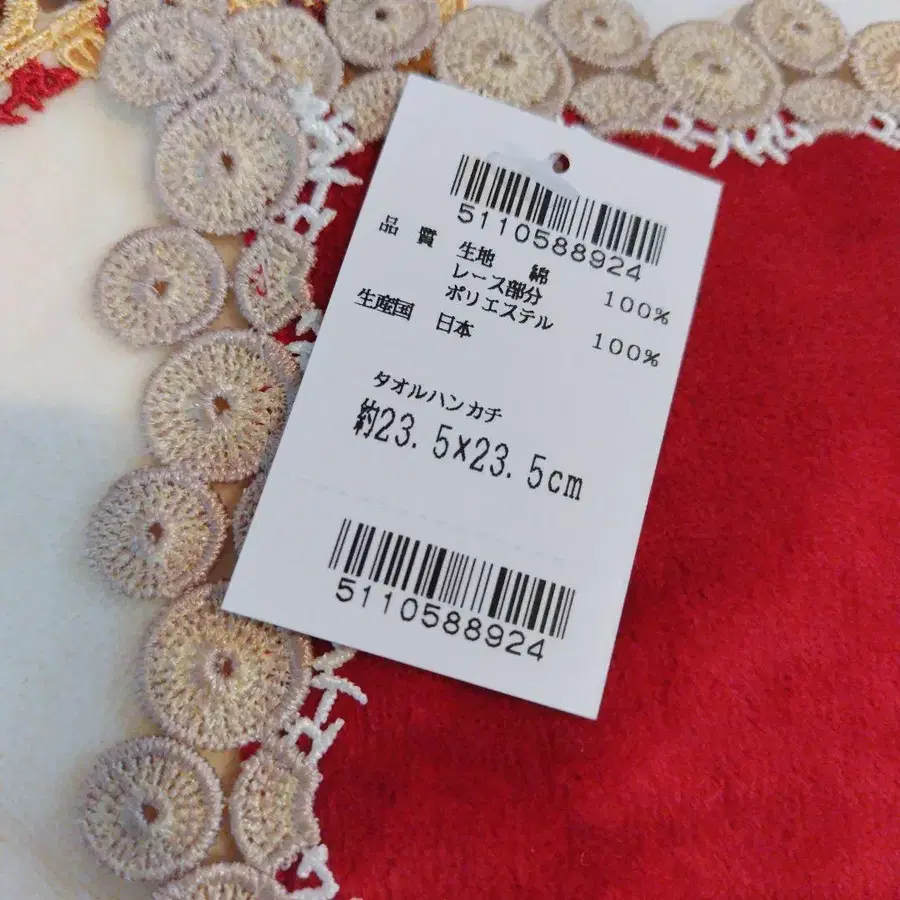 5110588924
品 質 生地 綿 100%
レース部分
ポリエステル 100%
生産国 日本
タオルハンカチ
約23.5×23.5cm
5110588924